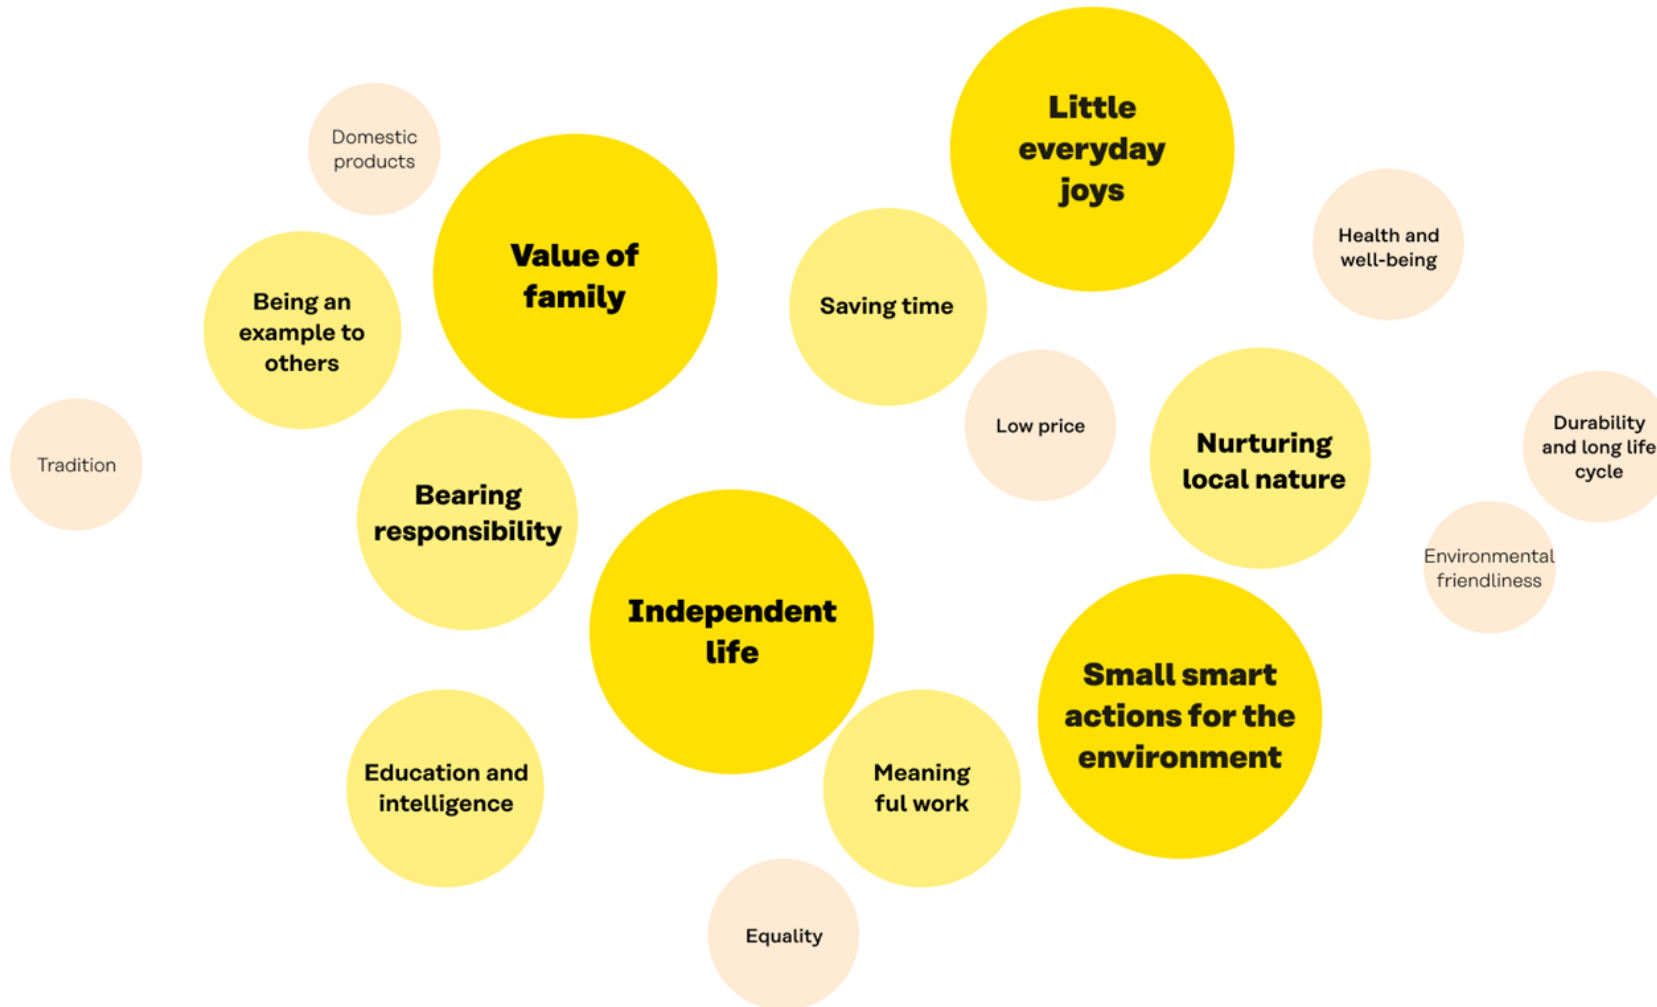 Little
everyday
joys
Domestic
products
Value of
family
Health and
well-being
Being an
example to
others
Saving time
Low price
Nurturing
local nature
Durability
and long life
cycle
Tradition
Bearing
responsibility
Environmental
friendliness
Independent
life
Small smart
actions for the
environment
Education and
intelligence
Meaning
ful work
Equality